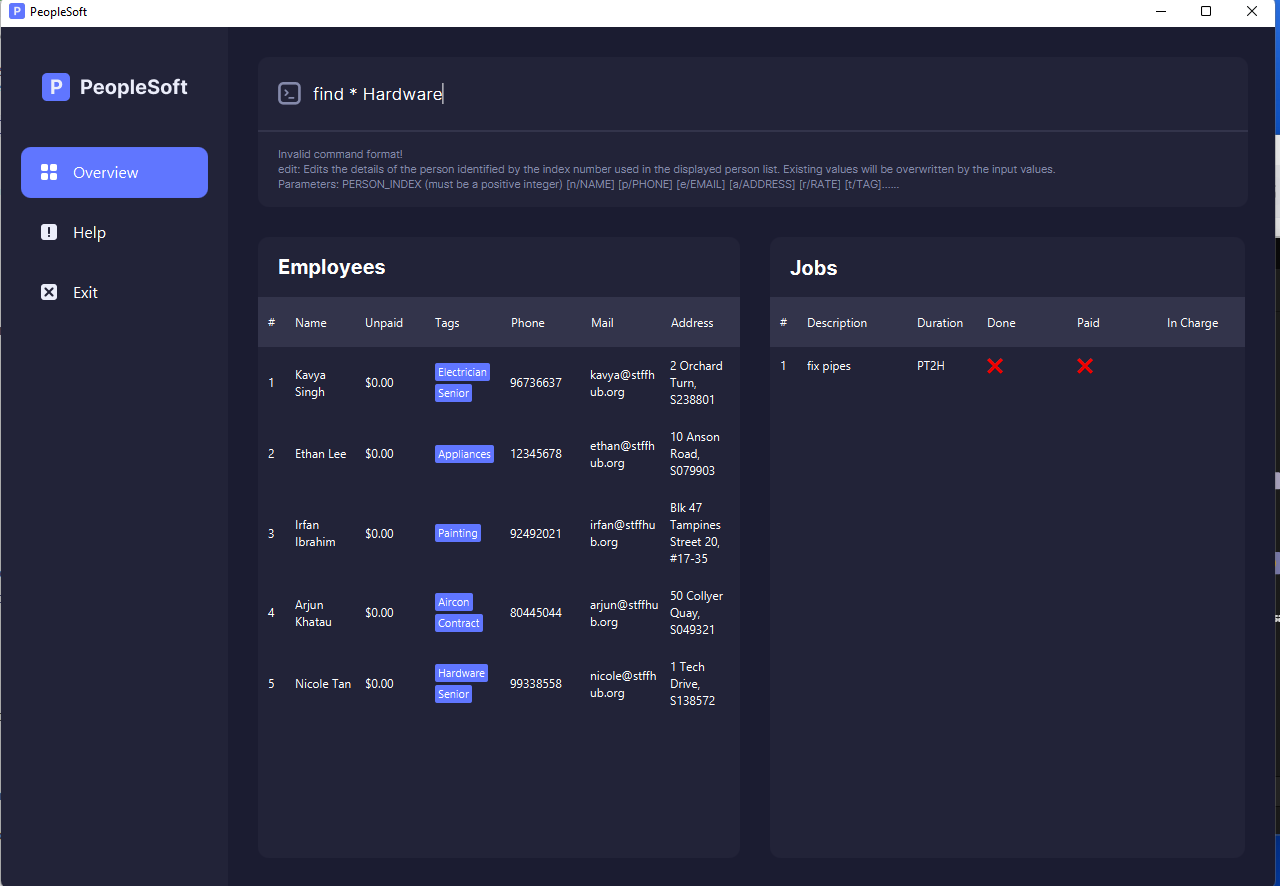 P PeopleSoft
P PeopleSoft
Overview
Help
Exit
find * Hardware
Invalid command format!
edit: Edits the details of the person identified by the index number used in the displayed person list. Existing values will be overwritten by the input values.
Parameters: PERSON_INDEX (must be a positive integer) [n/NAME] [p/PHONE] [e/EMAIL] [a/ADDRESS] [r/RATE] [t/TAG]......
Employees
# Name Unpaid Tags Phone Mail Address
1 Kavya Singh $0.00 Electrician Senior 96736637 kavya@stffhub.org 2 Orchard Turn, S238801
2 Ethan Lee $0.00 Appliances 12345678 ethan@stffhub.org 10 Anson Road, S079903
3 Irfan Ibrahim $0.00 Painting 92492021 irfan@stffhub.org Blk 47 Tampines Street 20, #17-35
4 Arjun Khatau $0.00 Aircon Contract 80445044 arjun@stffhub.org 50 Collyer Quay, S049321
5 Nicole Tan $0.00 Hardware Senior 99338558 nicole@stffhub.org 1 Tech Drive, S138572
Jobs
# Description Duration Done Paid In Charge
1 fix pipes PT2H